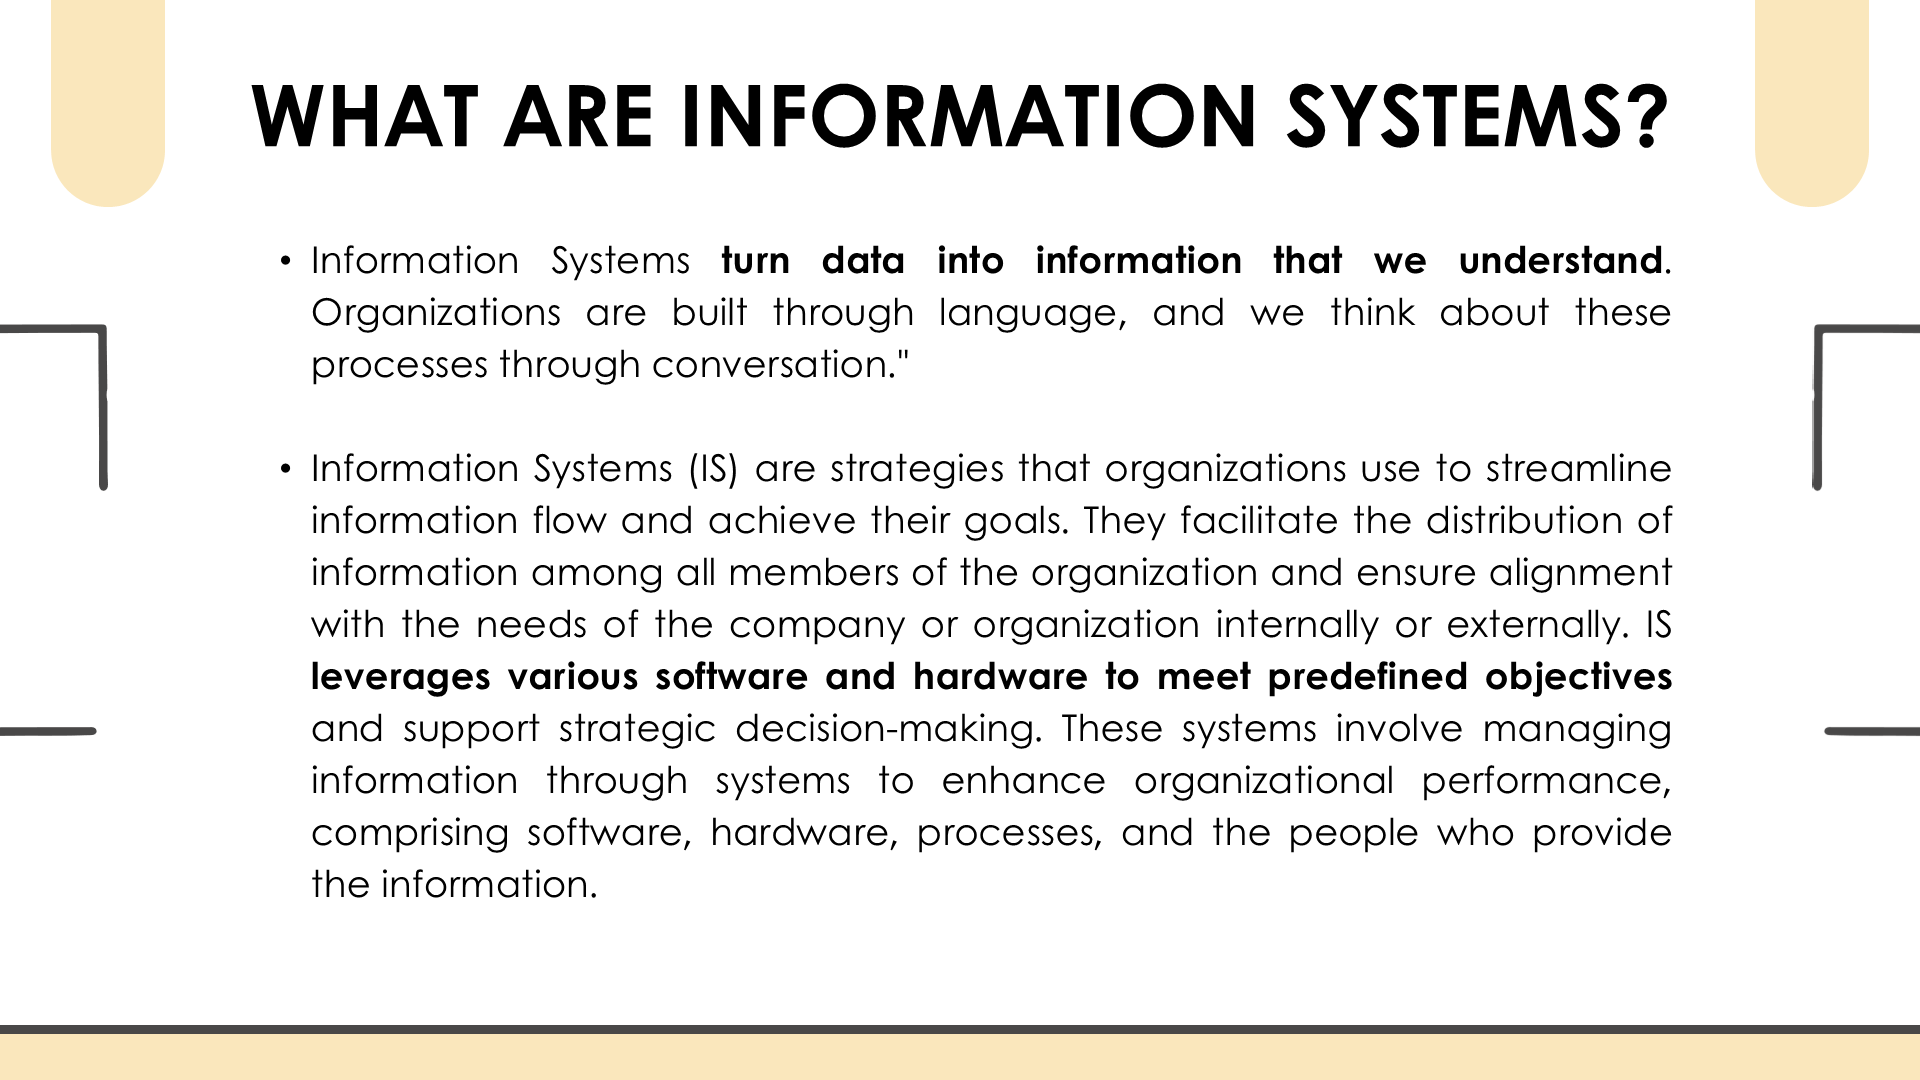 WHAT ARE INFORMATION SYSTEMS?
• Information Systems turn data into information that we understand.
Organizations are built through language, and we think about these
processes through conversation."
• Information Systems (IS) are strategies that organizations use to streamline
information flow and achieve their goals. They facilitate the distribution of
information among all members of the organization and ensure alignment
with the needs of the company or organization internally or externally. IS
leverages various software and hardware to meet predefined objectives
and support strategic decision-making. These systems involve managing
information through systems to enhance organizational performance,
comprising software, hardware, processes, and the people who provide
the information.